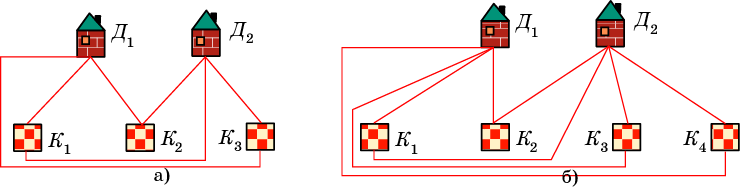 Д₁ Д₂ Д₁ Д₂
К₁ К₂ К₃ К₁ К₂ К₃ К₄
а) б)